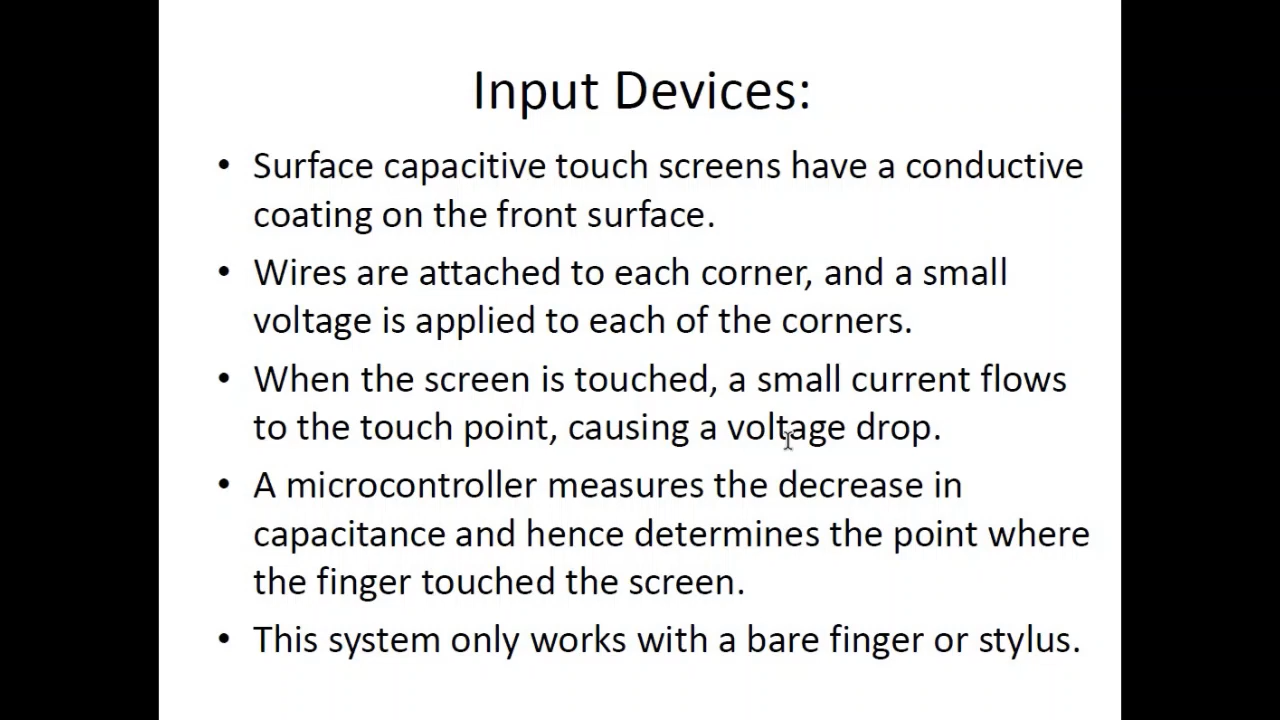 Input Devices:
• Surface capacitive touch screens have a conductive
coating on the front surface.
• Wires are attached to each corner, and a small
voltage is applied to each of the corners.
• When the screen is touched, a small current flows
to the touch point, causing a voltage drop.
• A microcontroller measures the decrease in
capacitance and hence determines the point where
the finger touched the screen.
• This system only works with a bare finger or stylus.